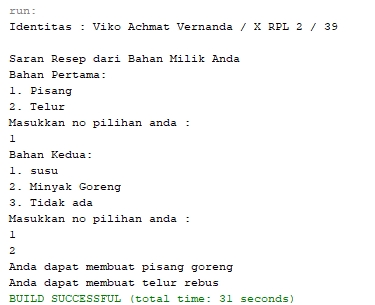 run:
Identitas : Viko Achmat Vernanda / X RPL 2 / 39
Saran Resep dari Bahan Milik Anda
Bahan Pertama:
1. Pisang
2. Telur
Masukkan no pilihan anda :
1
Bahan Kedua:
1. susu
2. Minyak Goreng
3. Tidak ada
Masukkan no pilihan anda :
1
2
Anda dapat membuat pisang goreng
Anda dapat membuat telur rebus
BUILD SUCCESSFUL (total time: 31 seconds)